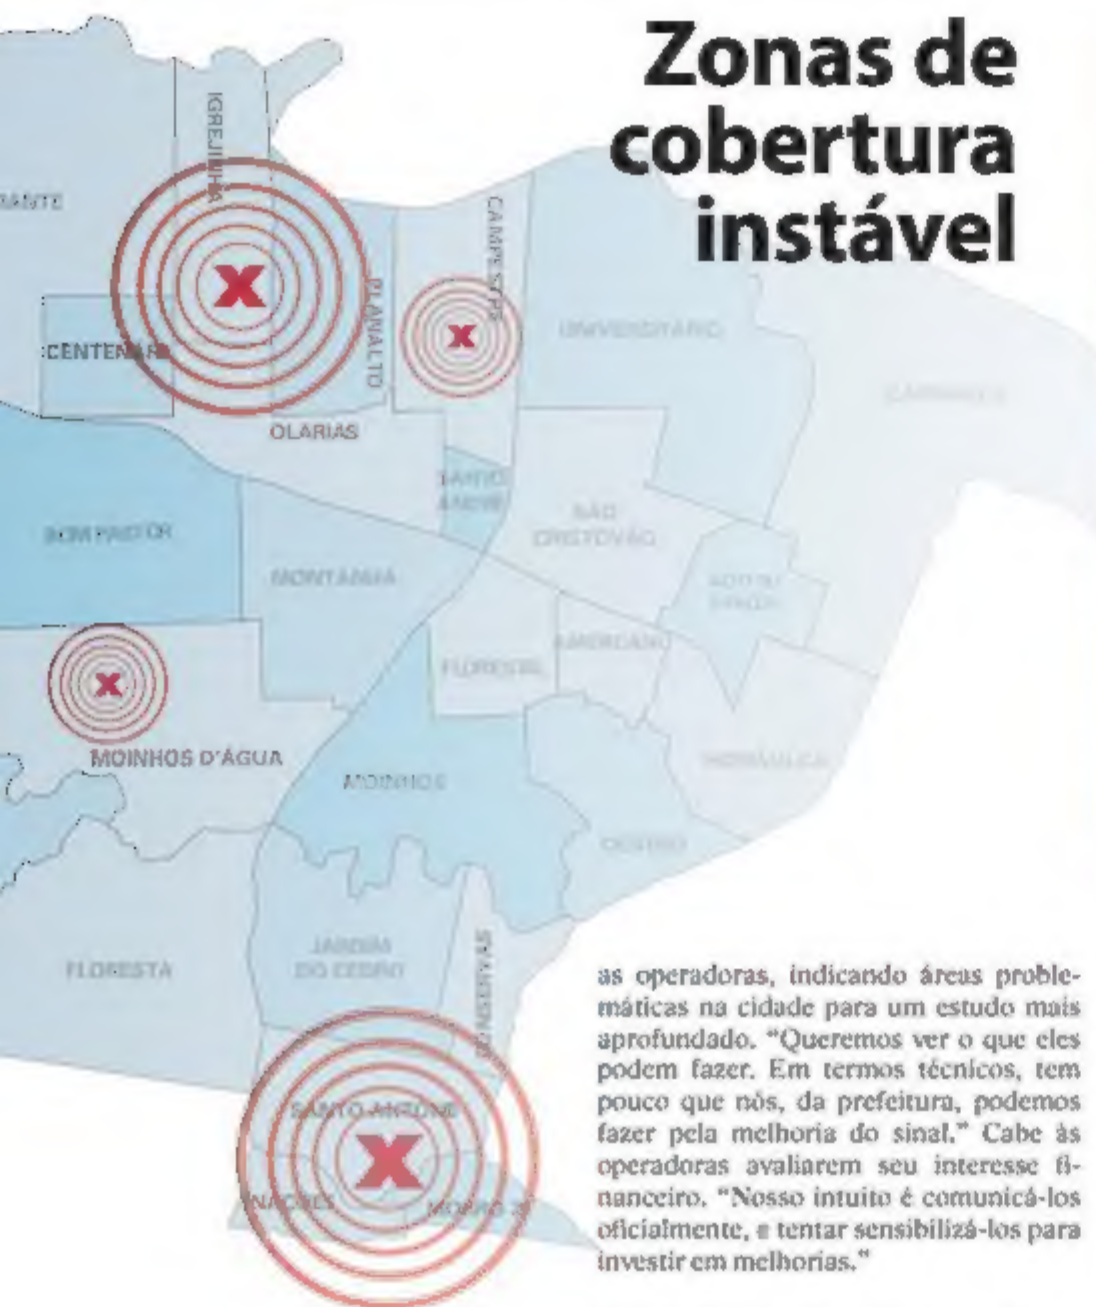 Zonas de
cobertura
instável
IGREJINHA
CAMPESTRE
PLANALTO
UNIVERSITÁRIO
OLARIAS
SANTO
ANDRÉ
SÃO
CRISTÓVÃO
BOM PASTOR
MONTANHA
AMERICANO
FLORESTAL
MOINHOS D'ÁGUA
MOINHOS
HIDRÁULICA
CENTRO
FLORESTA
JARDIM
DO CEDRO
CONSERVAS
SANTO ANTÔNIO
NAÇÕES
as operadoras, indicando áreas proble-
máticas na cidade para um estudo mais
aprofundado. “Queremos ver o que eles
podem fazer. Em termos técnicos, tem
pouco que nós, da prefeitura, podemos
fazer pela melhoria do sinal.” Cabe às
operadoras avaliarem seu interesse fi-
nanceiro. “Nosso intuito é comunicá-los
oficialmente, e tentar sensibilizá-los para
investir em melhorias.”